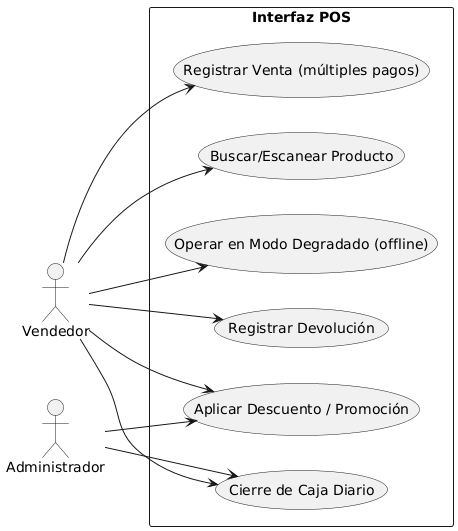 Interfaz POS
Registrar Venta (múltiples pagos)
Buscar/Escanear Producto
Operar en Modo Degradado (offline)
Registrar Devolución
Vendedor
Aplicar Descuento / Promoción
Administrador
Cierre de Caja Diario